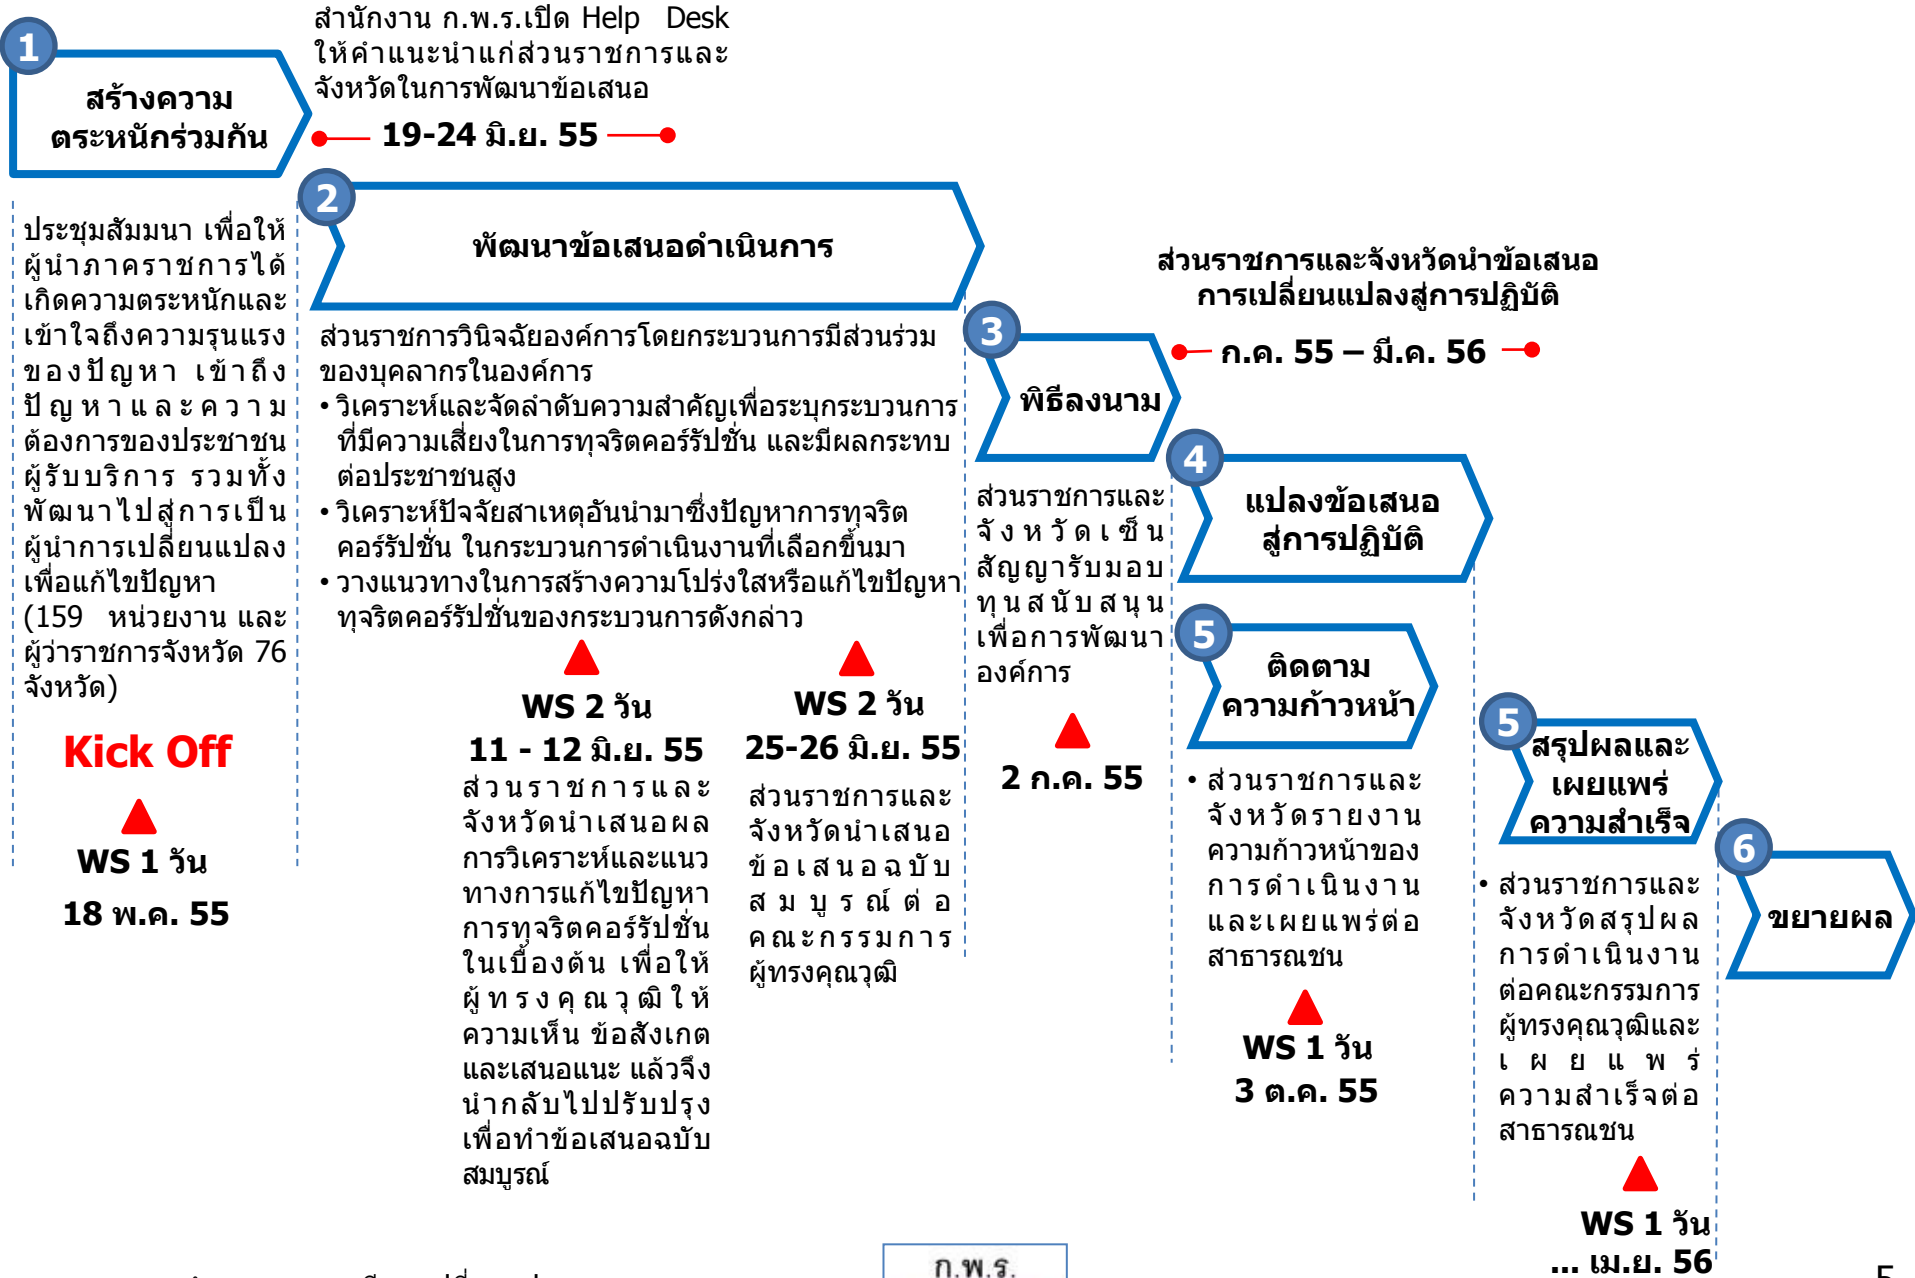 สำนักงาน ก.พ.ร.เปิด Help Desk
ให้คำแนะนำแก่ส่วนราชการและ
จังหวัดในการพัฒนาข้อเสนอ
19-24 มิ.ย. 55
1
สร้างความ
ตระหนักร่วมกัน
ประชุมสัมมนา เพื่อให้
ผู้นำภาคราชการได้
เกิดความตระหนักและ
เข้าใจถึงความรุนแรง
ของปัญหา เข้าถึง
ปัญหาและความ
ต้องการของประชาชน
ผู้รับบริการ รวมทั้ง
พัฒนาไปสู่การเป็น
ผู้นำการเปลี่ยนแปลง
เพื่อแก้ไขปัญหา
(159 หน่วยงาน และ
ผู้ว่าราชการจังหวัด 76
จังหวัด)
Kick Off
WS 1 วัน
18 พ.ค. 55
2
พัฒนาข้อเสนอดำเนินการ
ส่วนราชการวินิจฉัยองค์การโดยกระบวนการมีส่วนร่วม
ของบุคลากรในองค์การ
• วิเคราะห์และจัดลำดับความสำคัญเพื่อระบุกระบวนการ
ที่มีความเสี่ยงในการทุจริตคอร์รัปชั่น และมีผลกระทบ
ต่อประชาชนสูง
• วิเคราะห์ปัจจัยสาเหตุอันนำมาซึ่งปัญหาการทุจริต
คอร์รัปชั่น ในกระบวนการดำเนินงานที่เลือกขึ้นมา
• วางแนวทางในการสร้างความโปร่งใสหรือแก้ไขปัญหา
ทุจริตคอร์รัปชั่นของกระบวนการดังกล่าว
WS 2 วัน
11 - 12 มิ.ย. 55
ส่วนราชการและ
จังหวัดนำเสนอผล
การวิเคราะห์และแนว
ทางการแก้ไขปัญหา
การทุจริตคอร์รัปชั่น
ในเบื้องต้น เพื่อให้
ผู้ทรงคุณวุฒิให้
ความเห็น ข้อสังเกต
และเสนอแนะ แล้วจึง
นำกลับไปปรับปรุง
เพื่อทำข้อเสนอฉบับ
สมบูรณ์
WS 2 วัน
25-26 มิ.ย. 55
ส่วนราชการและ
จังหวัดนำเสนอ
ข้อเสนอฉบับ
สมบูรณ์ต่อ
คณะกรรมการ
ผู้ทรงคุณวุฒิ
3
พิธีลงนาม
ส่วนราชการและ
จังหวัดเซ็น
สัญญารับมอบ
ทุนสนับสนุน
เพื่อการพัฒนา
องค์การ
2 ก.ค. 55
ส่วนราชการและจังหวัดนำข้อเสนอ
การเปลี่ยนแปลงสู่การปฏิบัติ
ก.ค. 55 – มี.ค. 56
4
แปลงข้อเสนอ
สู่การปฏิบัติ
5
ติดตาม
ความก้าวหน้า
• ส่วนราชการและ
จังหวัดรายงาน
ความก้าวหน้าของ
การดำเนินงาน
และเผยแพร่ต่อ
สาธารณชน
WS 1 วัน
3 ต.ค. 55
5
สรุปผลและ
เผยแพร่
ความสำเร็จ
• ส่วนราชการและ
จังหวัดสรุปผล
การดำเนินงาน
ต่อคณะกรรมการ
ผู้ทรงคุณวุฒิและ
เผยแพร่
ความสำเร็จต่อ
สาธารณชน
WS 1 วัน
... เม.ย. 56
6
ขยายผล
ก.พ.ร.
5